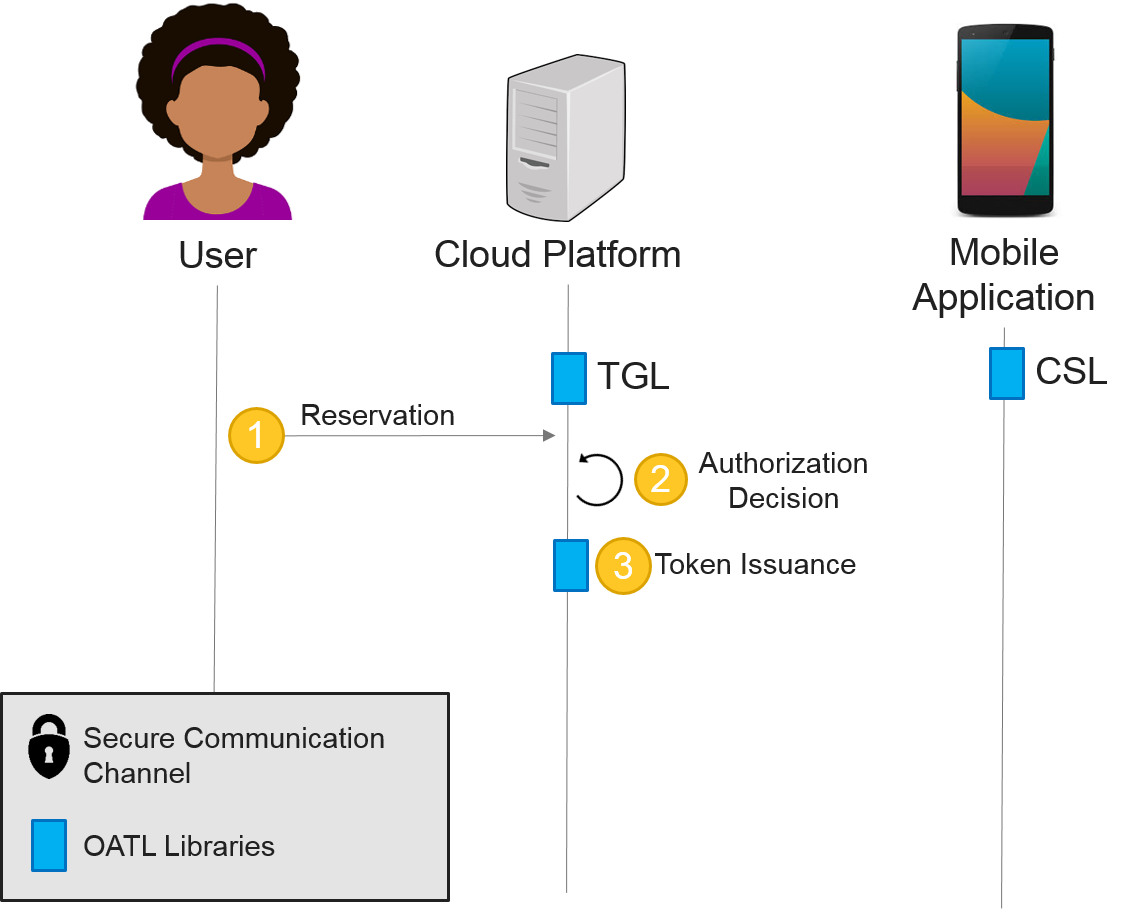 User
Cloud Platform
Mobile
Application
TGL
CSL
1
Reservation
2
Authorization
Decision
3
Token Issuance
Secure Communication
Channel
OATL Libraries